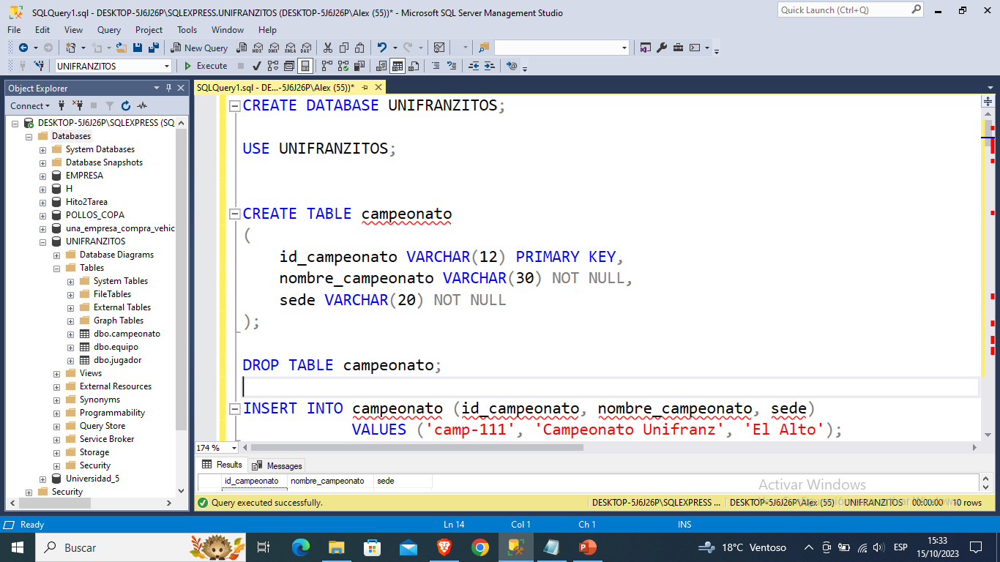 SQLQuery1.sql - DESKTOP-5J6J26P\SQLEXPRESS.UNIFRANZITOS (DESKTOP-5J6J26P\Alex (55))* - Microsoft SQL Server Management Studio
Quick Launch (Ctrl+Q)
File Edit View Query Project Tools Window Help
New Query MDX DMX XMLA DAX
UNIFRANZITOS Execute
Object Explorer
Connect
DESKTOP-5J6J26P\SQLEXPRESS (SQ
Databases
System Databases
Database Snapshots
EMPRESA
H
Hito2Tarea
POLLOS_COPA
una_empresa_compra_vehic
UNIFRANZITOS
Database Diagrams
Tables
System Tables
FileTables
External Tables
Graph Tables
dbo.campeonato
dbo.equipo
dbo.jugador
Views
External Resources
Synonyms
Programmability
Query Store
Service Broker
Storage
Security
Universidad_5
Security
SQLQuery1.sql - DE...-5J6J26P\Alex (55))*
CREATE DATABASE UNIFRANZITOS;
USE UNIFRANZITOS;
CREATE TABLE campeonato
(
id_campeonato VARCHAR(12) PRIMARY KEY,
nombre_campeonato VARCHAR(30) NOT NULL,
sede VARCHAR(20) NOT NULL
);
DROP TABLE campeonato;
INSERT INTO campeonato (id_campeonato, nombre_campeonato, sede)
VALUES ('camp-111', 'Campeonato Unifranz', 'El Alto');
174 %
Results Messages
id_campeonato nombre_campeonato sede
Activar Windows
Query executed successfully. DESKTOP-5J6J26P\SQLEXPRESS ... DESKTOP-5J6J26P\Alex (55) UNIFRANZITOS 00:00:00 10 rows
Ready Ln 14 Col 1 Ch 1 INS
Buscar 18°C Ventoso ESP 15:33
15/10/2023